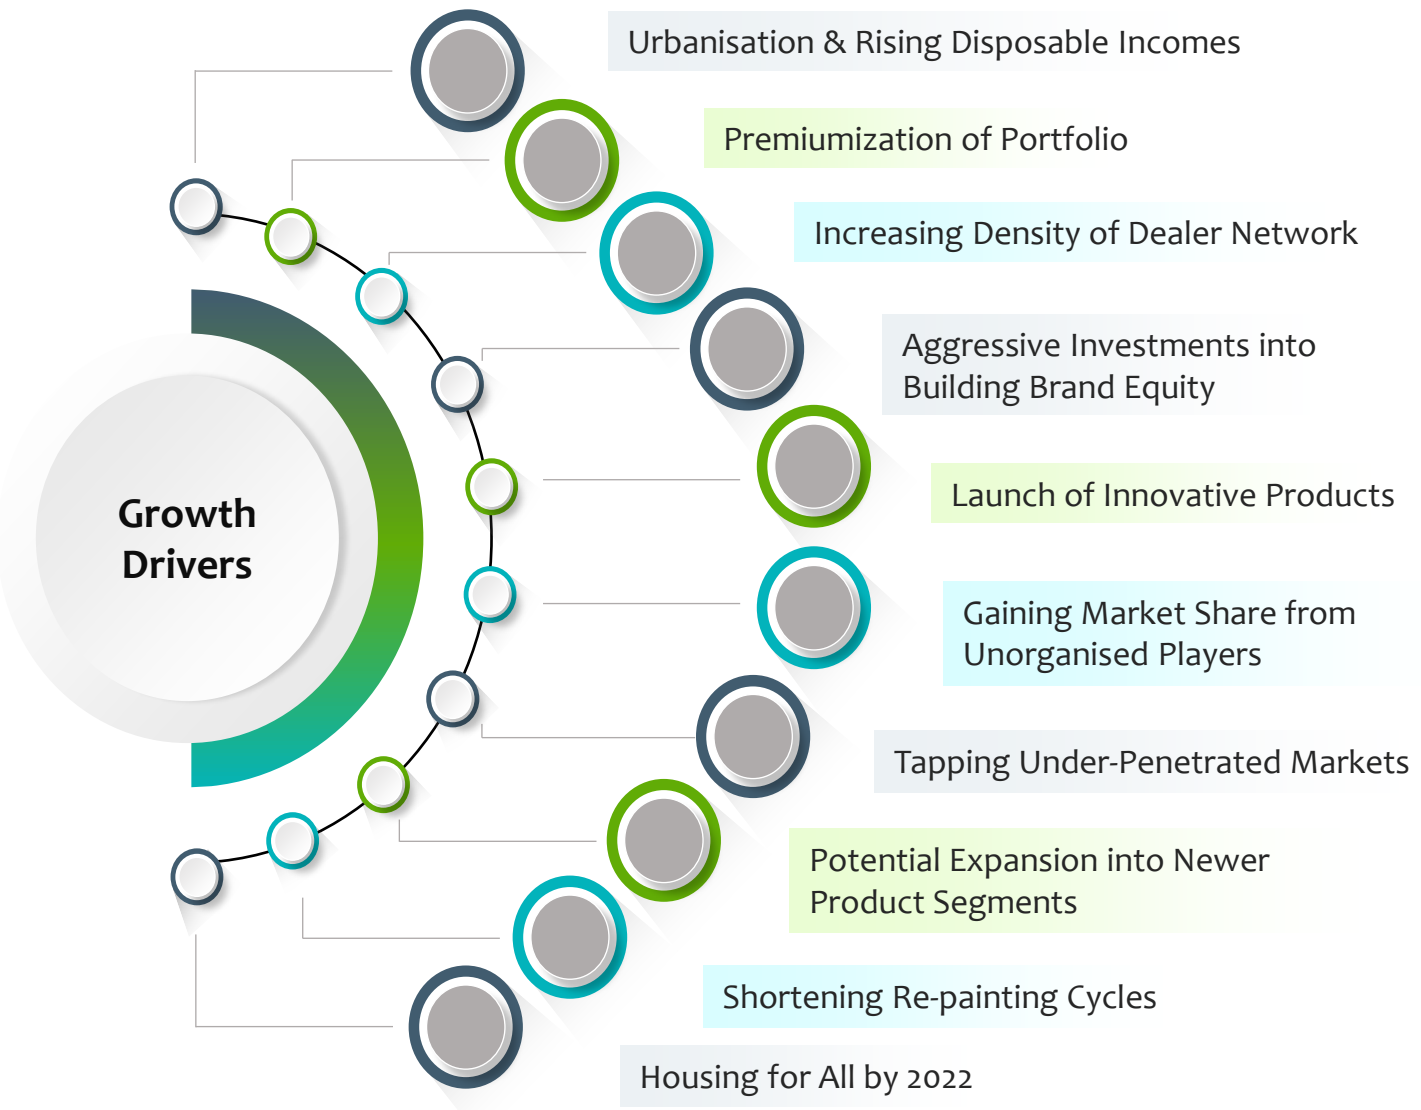 Urbanisation & Rising Disposable Incomes
Premiumization of Portfolio
Increasing Density of Dealer Network
Aggressive Investments into
Building Brand Equity
Launch of Innovative Products
Growth
Drivers
Gaining Market Share from
Unorganised Players
Tapping Under-Penetrated Markets
Potential Expansion into Newer
Product Segments
Shortening Re-painting Cycles
Housing for All by 2022